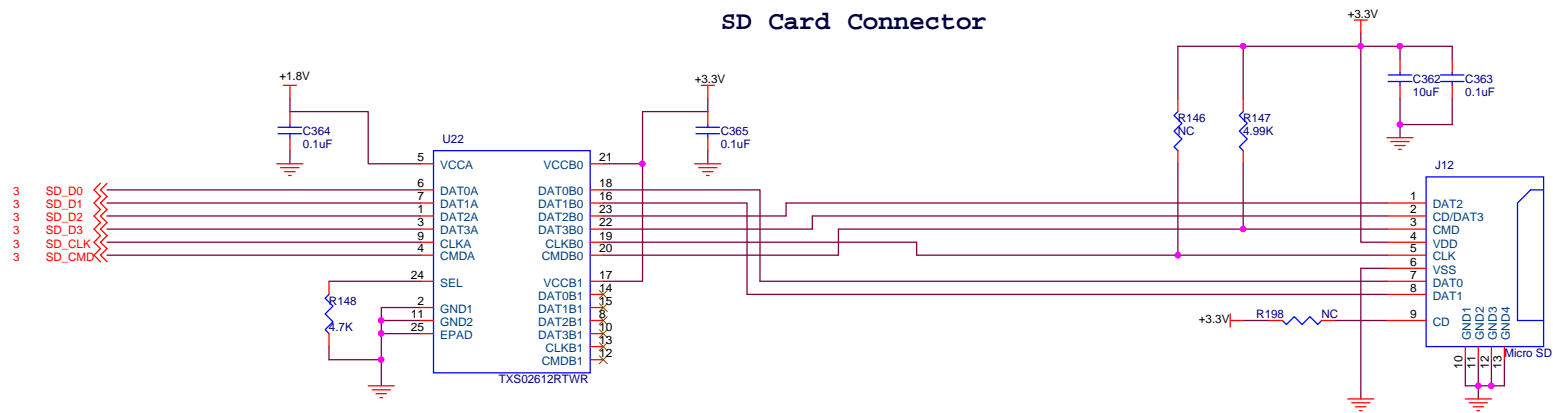 SD Card Connector
+3.3V
+1.8V
+3.3V
C362
10uF
C363
0.1uF
C364
0.1uF
C365
0.1uF
R146
NC
R147
4.99K
U22
5 VCCA VCCB0 21
3 SD_D0 6 DAT0A DAT0B0 18
3 SD_D1 7 DAT1A DAT1B0 16
3 SD_D2 1 DAT2A DAT2B0 23
3 SD_D3 3 DAT3A DAT3B0 22
3 SD_CLK 9 CLKA CLKB0 19
3 SD_CMD 4 CMDA CMDB0 20
24 SEL VCCB1 17
DAT0B1 14
2 GND1 DAT1B1 15
11 GND2 DAT2B1 8
25 EPAD DAT3B1 10
CLKB1 13
CMDB1 12
TXS02612RTWR
R148
4.7K
J12
1 DAT2
2 CD/DAT3
3 CMD
4 VDD
5 CLK
6 VSS
7 DAT0
8 DAT1
+3.3V R198 NC 9 CD
GND1 GND2 GND3 GND4
10 11 12 13
Micro SD